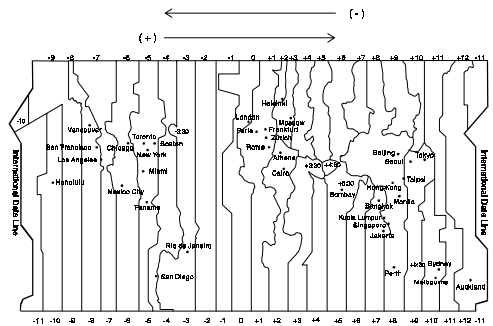 (-)
(+)
-9 -8 -7 -6 -5 -4 -3 -2 -1 0 +1 +2 +3 +6 +7 +8 +9 +10 +11 +12 -11
-10
International Date Line
International Date Line
Helsinki
London
Moscow
Vancouver
-3:30
Paris
Frankfurt
Toronto
Zürich
San Francisco
Chicago
Boston
Rome
New York
Beijing
Tokyo
Los Angeles
Athens
Seoul
+3:30
+4:30
Miami
Cairo
Honolulu
+5:30
Taipei
Mexico City
Bombay
Hong Kong
Panama
Bangkok
Manila
Kuala Lumpur
Singapore
Jakarta
Rio de Janeiro
San Diego
Perth
+9:30
Sydney
Melbourne
Auckland
-11 -10 -9 -8 -7 -6 -5 -4 -3 -2 -1 0 +1 +2 +3 +4 +5 +6 +7 +8 +9 +10 +11 +12 -11